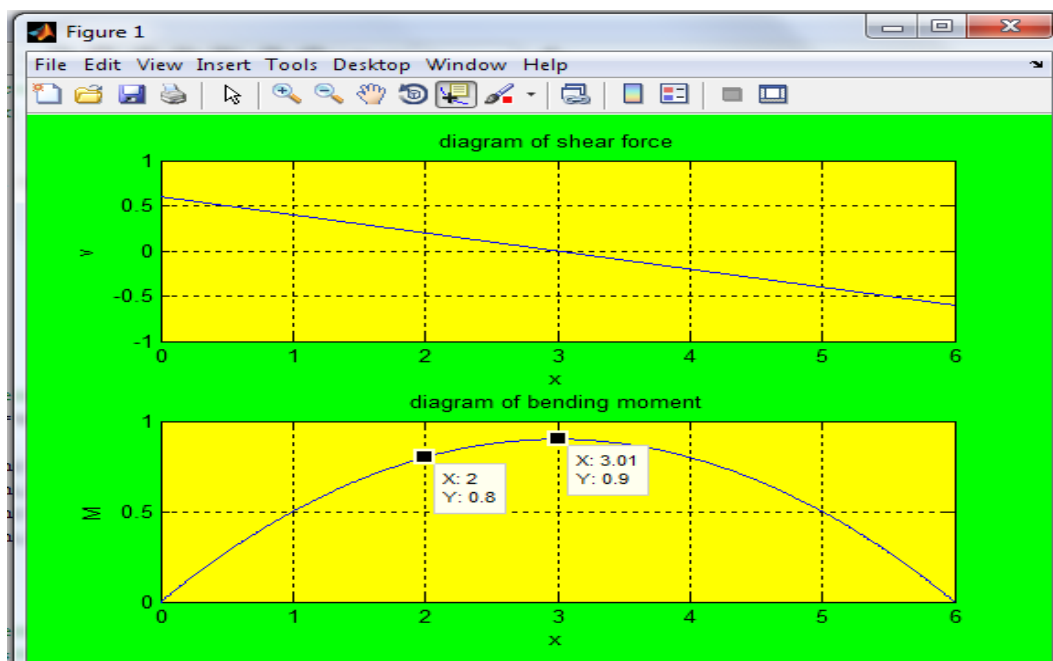 Figure 1
File Edit View Insert Tools Desktop Window Help
diagram of shear force
1
0.5
0
-0.5
-1
v
0 1 2 3 4 5 6
x
diagram of bending moment
1
0.5
0
M
X: 2
Y: 0.8
X: 3.01
Y: 0.9
0 1 2 3 4 5 6
x